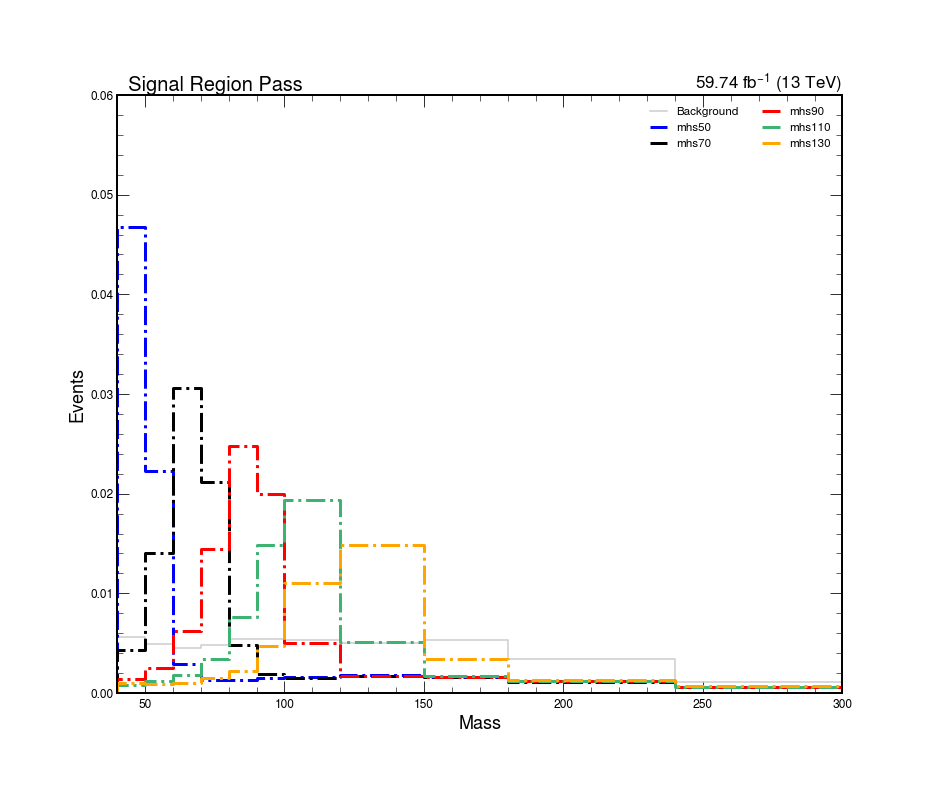 Signal Region Pass
59.74 fb⁻¹ (13 TeV)
Background
mhs50
mhs70
mhs90
mhs110
mhs130
Events
0.06
0.05
0.04
0.03
0.02
0.01
0.00
50
100
150
200
250
300
Mass